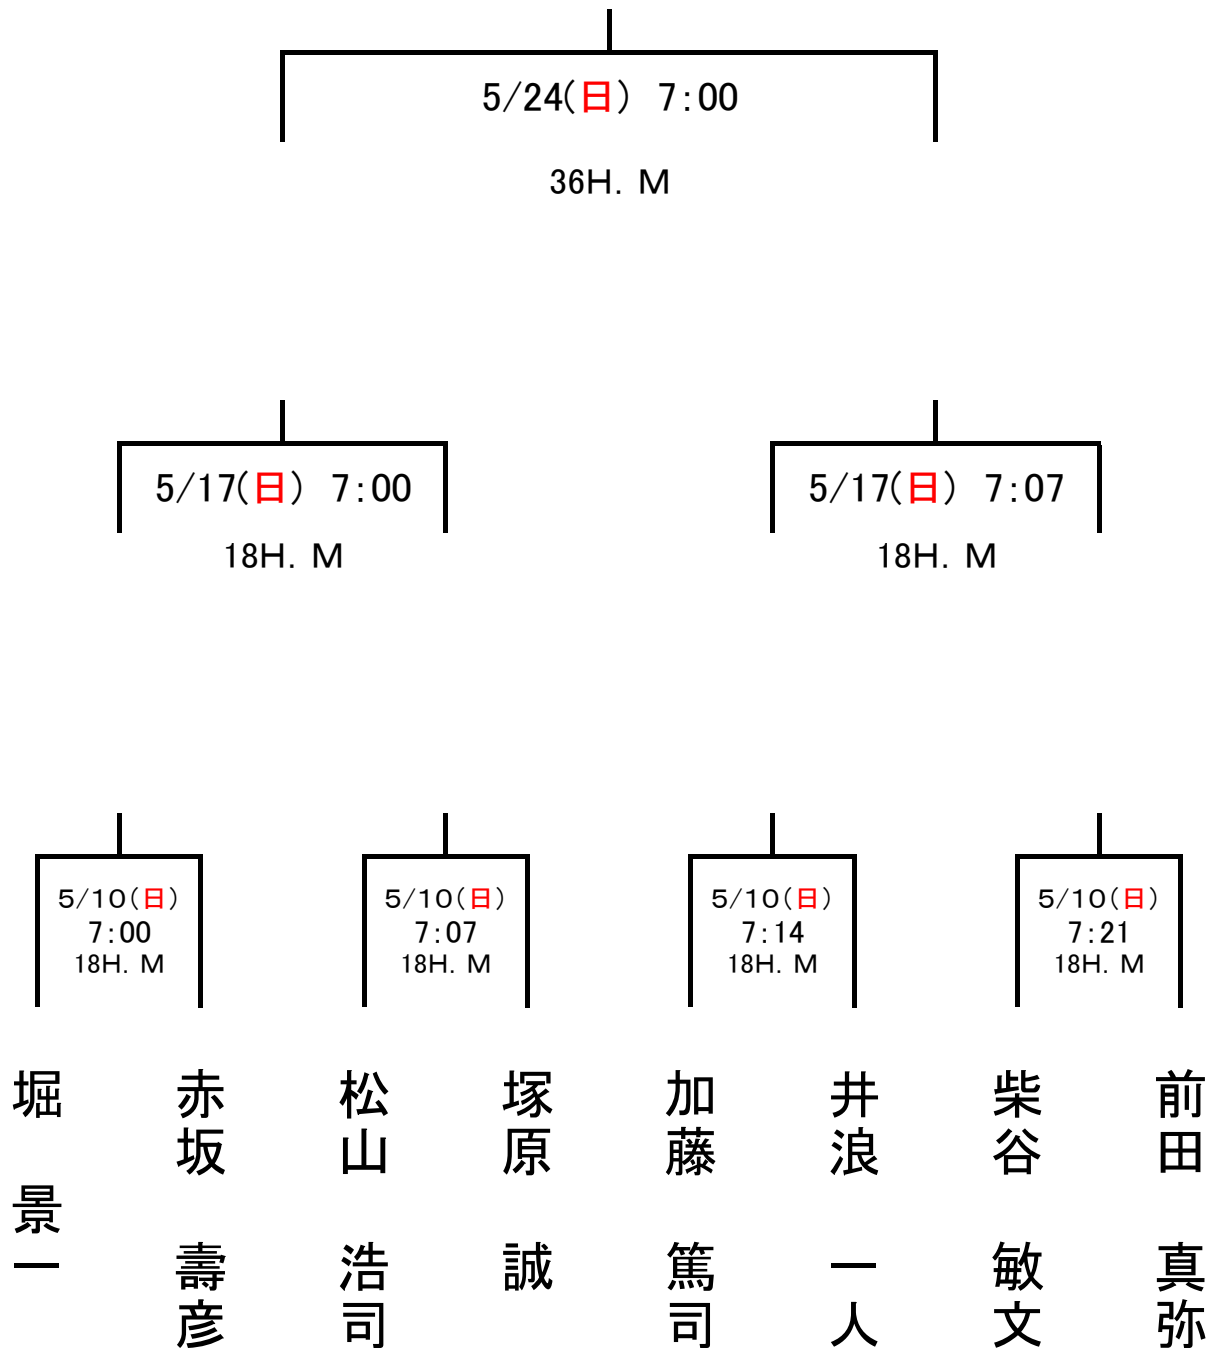 5/24(日) 7:00
36H. M
5/17(日) 7:00
18H. M
5/17(日) 7:07
18H. M
5/10(日)
7:00
18H. M
5/10(日)
7:07
18H. M
5/10(日)
7:14
18H. M
5/10(日)
7:21
18H. M
堀 景一
赤坂 壽彦
松山 浩司
塚原 誠
加藤 篤司
井浪 一人
柴谷 敏文
前田 真弥